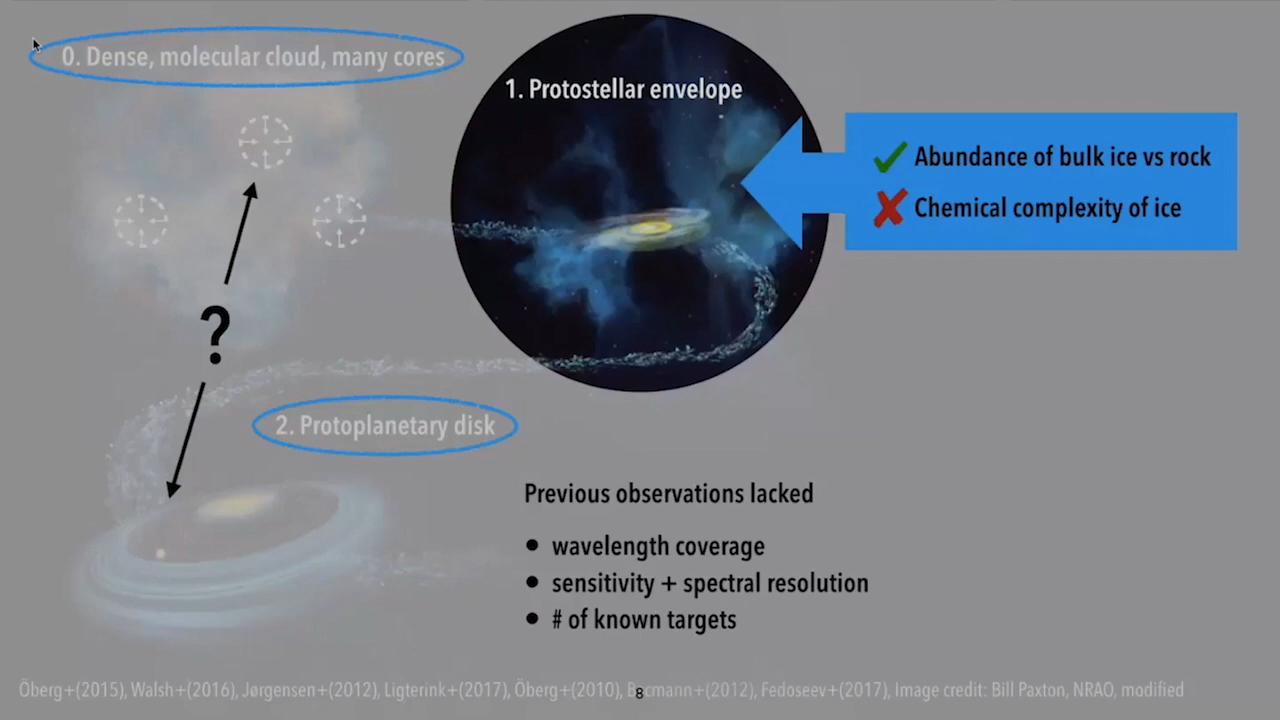 0. Dense, molecular cloud, many cores
1. Protostellar envelope
Abundance of bulk ice vs rock
Chemical complexity of ice
?
2. Protoplanetary disk
Previous observations lacked
• wavelength coverage
• sensitivity + spectral resolution
• # of known targets
Öberg+(2015), Walsh+(2016), Jørgensen+(2012), Ligterink+(2017), Öberg+(2010), +(2012), Fedoseev+(2017), Image credit: Bill Paxton, NRAO, modified
8